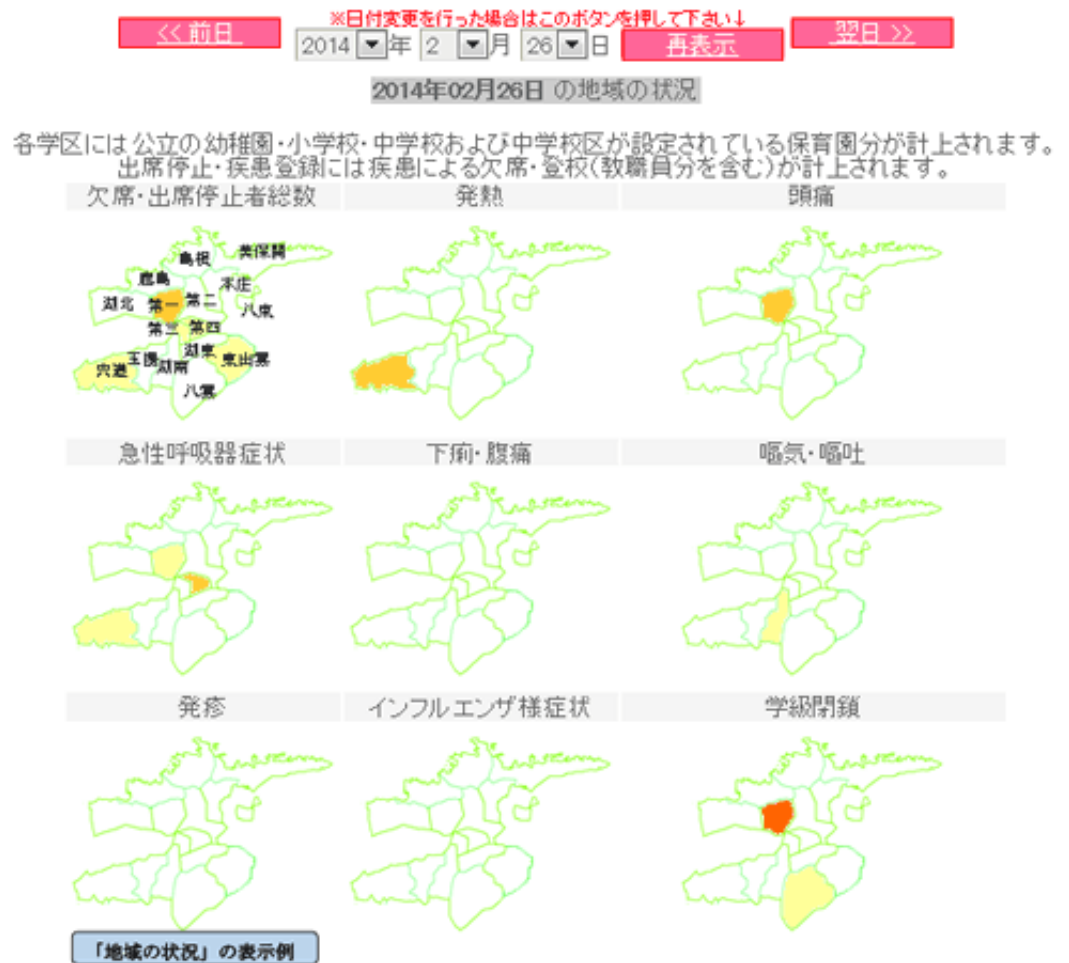 ※日付変更を行った場合はこのボタンを押して下さい↓
<< 前日 2014 年 2 月 26 日 再表示 翌日 >>
2014年02月26日 の地域の状況
各学区には公立の幼稚園・小学校・中学校および中学校区が設定されている保育園分が計上されます。
出席停止・疾患登録には疾患による欠席・登校(教職員分を含む)が計上されます。
欠席・出席停止者総数 発熱 頭痛
島根 美保関
鹿島 本庄
湖北 第一 第二 八束
第三 第四
宍道 玉湯 湖南 湖東 東出雲
八雲
急性呼吸器症状 下痢・腹痛 嘔気・嘔吐
発疹 インフルエンザ様症状 学級閉鎖
「地域の状況」の表示例